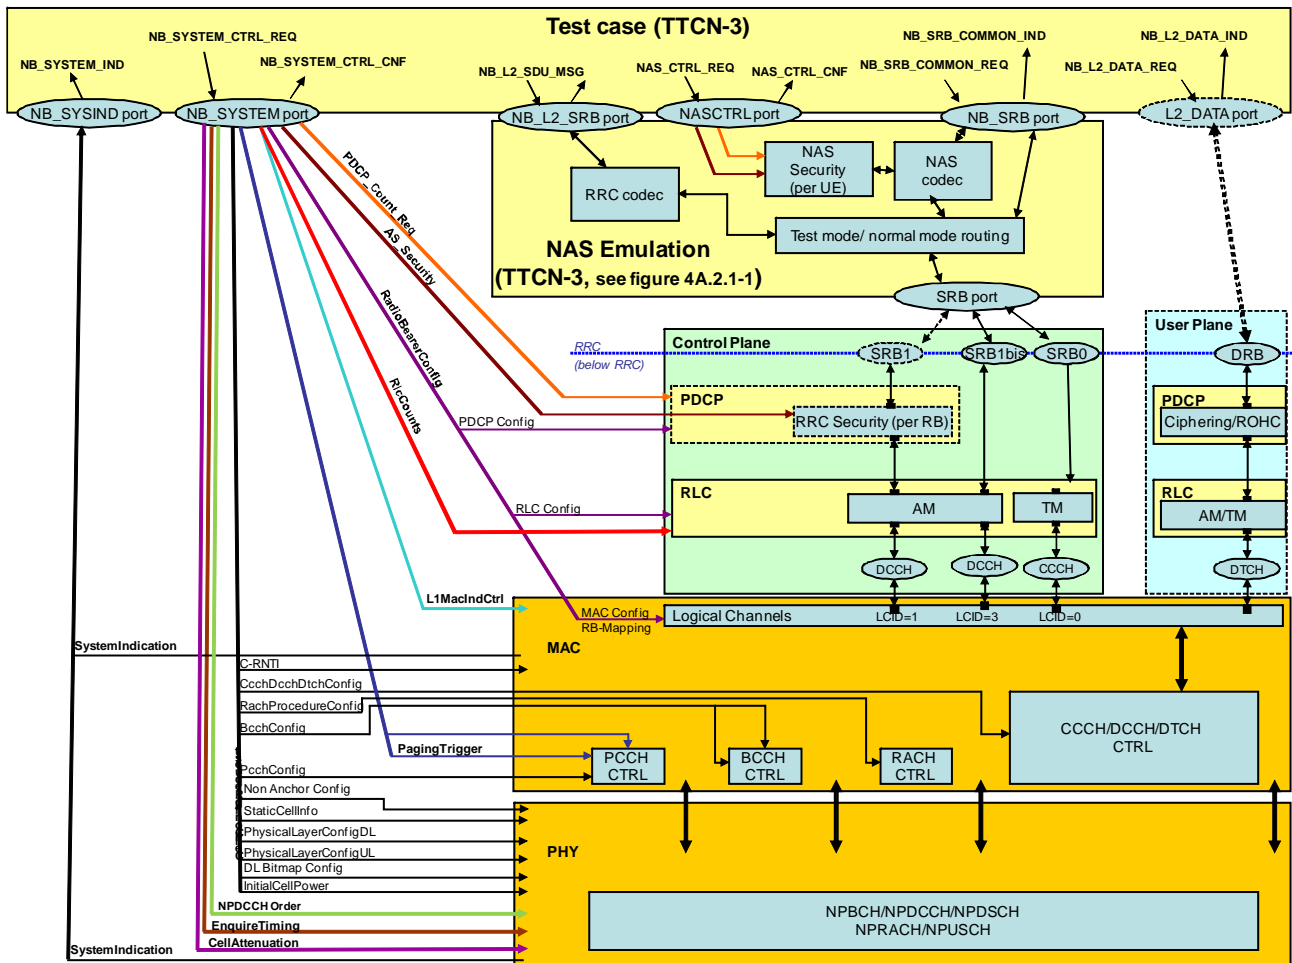 Test case (TTCN-3)
NB_SYSTEM_CTRL_REQ
NB_SYSTEM_IND
NB_SYSTEM_CTRL_CNF
NB_L2_SDU_MSG
NAS_CTRL_REQ
NAS_CTRL_CNF
NB_SRB_COMMON_IND
NB_SRB_COMMON_REQ
NB_L2_DATA_IND
NB_L2_DATA_REQ
NB_SYSIND port
NB_SYSTEM port
NB_L2_SRB port
NASCTRL port
NB_SRB port
L2_DATA port
NAS
Security
(per UE)
NAS
codec
RRC codec
Test mode/ normal mode routing
NAS Emulation
(TTCN-3, see figure 4A.2.1-1)
SRB port
PDCP_Count_Req
AS_Security
RadioBearerConfig
RlcCounts
RRC
(below RRC)
Control Plane
SRB1
SRB1bis
SRB0
User Plane
DRB
PDCP
RRC Security (per RB)
PDCP
Ciphering/ROHC
PDCP Config
RLC
AM
TM
RLC
AM/TM
RLC Config
DCCH
DCCH
CCCH
DTCH
L1MacIndCtrl
MAC Config
RB-Mapping
Logical Channels
LCID=1
LCID=3
LCID=0
MAC
SystemIndication
C-RNTI
CcchDcchDtchConfig
RachProcedureConfig
BcchConfig
PagingTrigger
PcchConfig
PCCH
CTRL
BCCH
CTRL
RACH
CTRL
CCCH/DCCH/DTCH
CTRL
Non Anchor Config
StaticCellInfo
PhysicalLayerConfigDL
PhysicalLayerConfigUL
DL Bitmap Config
InitialCellPower
PHY
NPDCCH Order
EnquireTiming
CellAttenuation
SystemIndication
NPBCH/NPDCCH/NPDSCH
NPRACH/NPUSCH